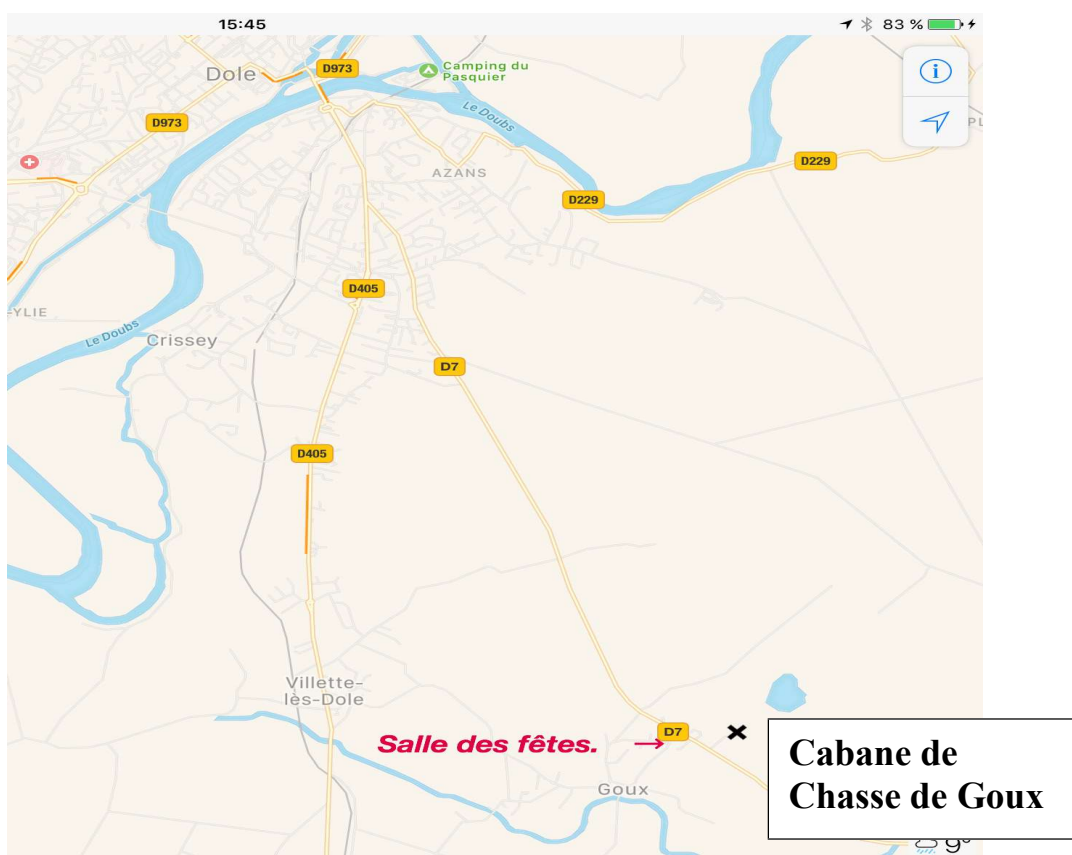 15:45
83 %
Dole
D973
Camping du
Pasquier
D973
Le Doubs
D229
AZANS
D229
D405
YLIE
Le Doubs
Crissey
D7
D405
Villette-
lès-Dole
Salle des fêtes.
D7
Cabane de
Chasse de Goux
Goux
9°